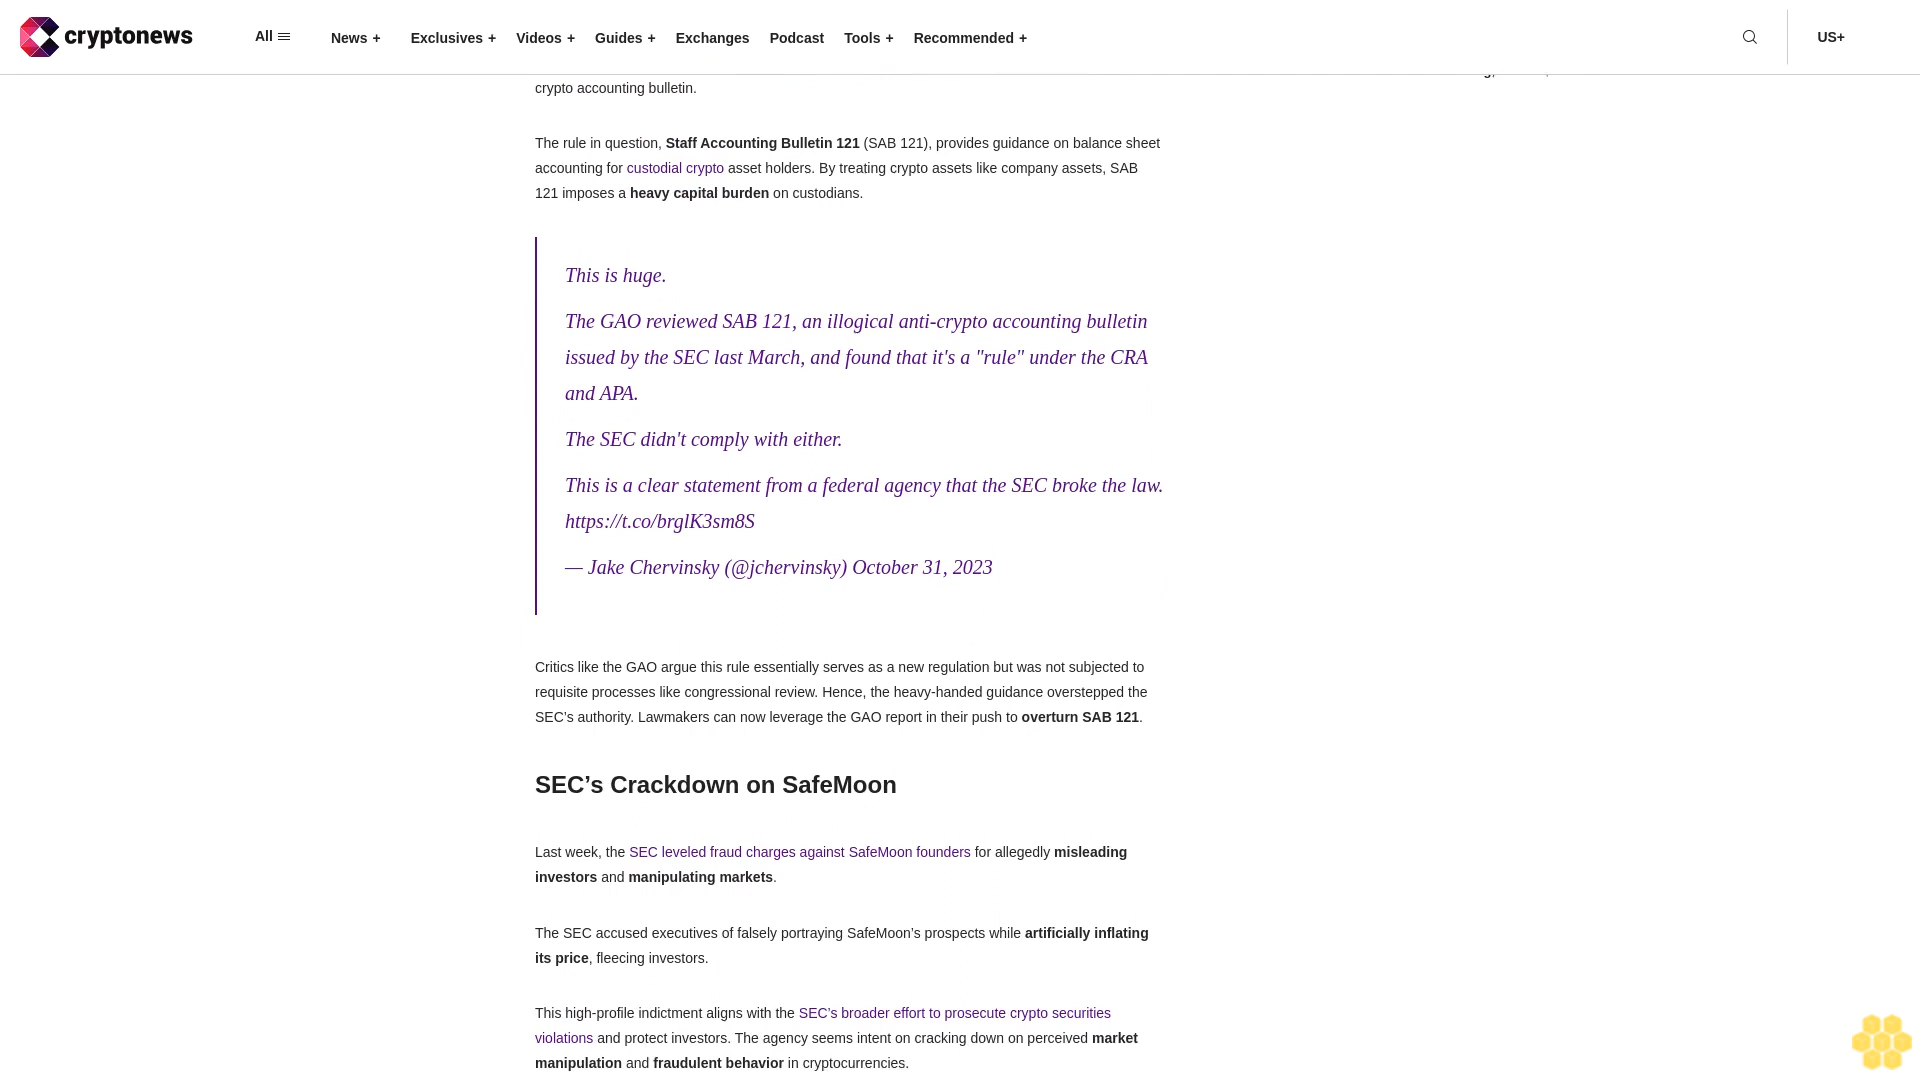 cryptonews
All
News +
Exclusives +
Videos +
Guides +
Exchanges
Podcast
Tools +
Recommended +
US+
crypto accounting bulletin.
The rule in question, Staff Accounting Bulletin 121 (SAB 121), provides guidance on balance sheet
accounting for custodial crypto asset holders. By treating crypto assets like company assets, SAB
121 imposes a heavy capital burden on custodians.
This is huge.
The GAO reviewed SAB 121, an illogical anti-crypto accounting bulletin
issued by the SEC last March, and found that it's a "rule" under the CRA
and APA.
The SEC didn't comply with either.
This is a clear statement from a federal agency that the SEC broke the law.
https://t.co/brglK3sm8S
— Jake Chervinsky (@jchervinsky) October 31, 2023
Critics like the GAO argue this rule essentially serves as a new regulation but was not subjected to
requisite processes like congressional review. Hence, the heavy-handed guidance overstepped the
SEC’s authority. Lawmakers can now leverage the GAO report in their push to overturn SAB 121.
SEC’s Crackdown on SafeMoon
Last week, the SEC leveled fraud charges against SafeMoon founders for allegedly misleading
investors and manipulating markets.
The SEC accused executives of falsely portraying SafeMoon’s prospects while artificially inflating
its price, fleecing investors.
This high-profile indictment aligns with the SEC’s broader effort to prosecute crypto securities
violations and protect investors. The agency seems intent on cracking down on perceived market
manipulation and fraudulent behavior in cryptocurrencies.